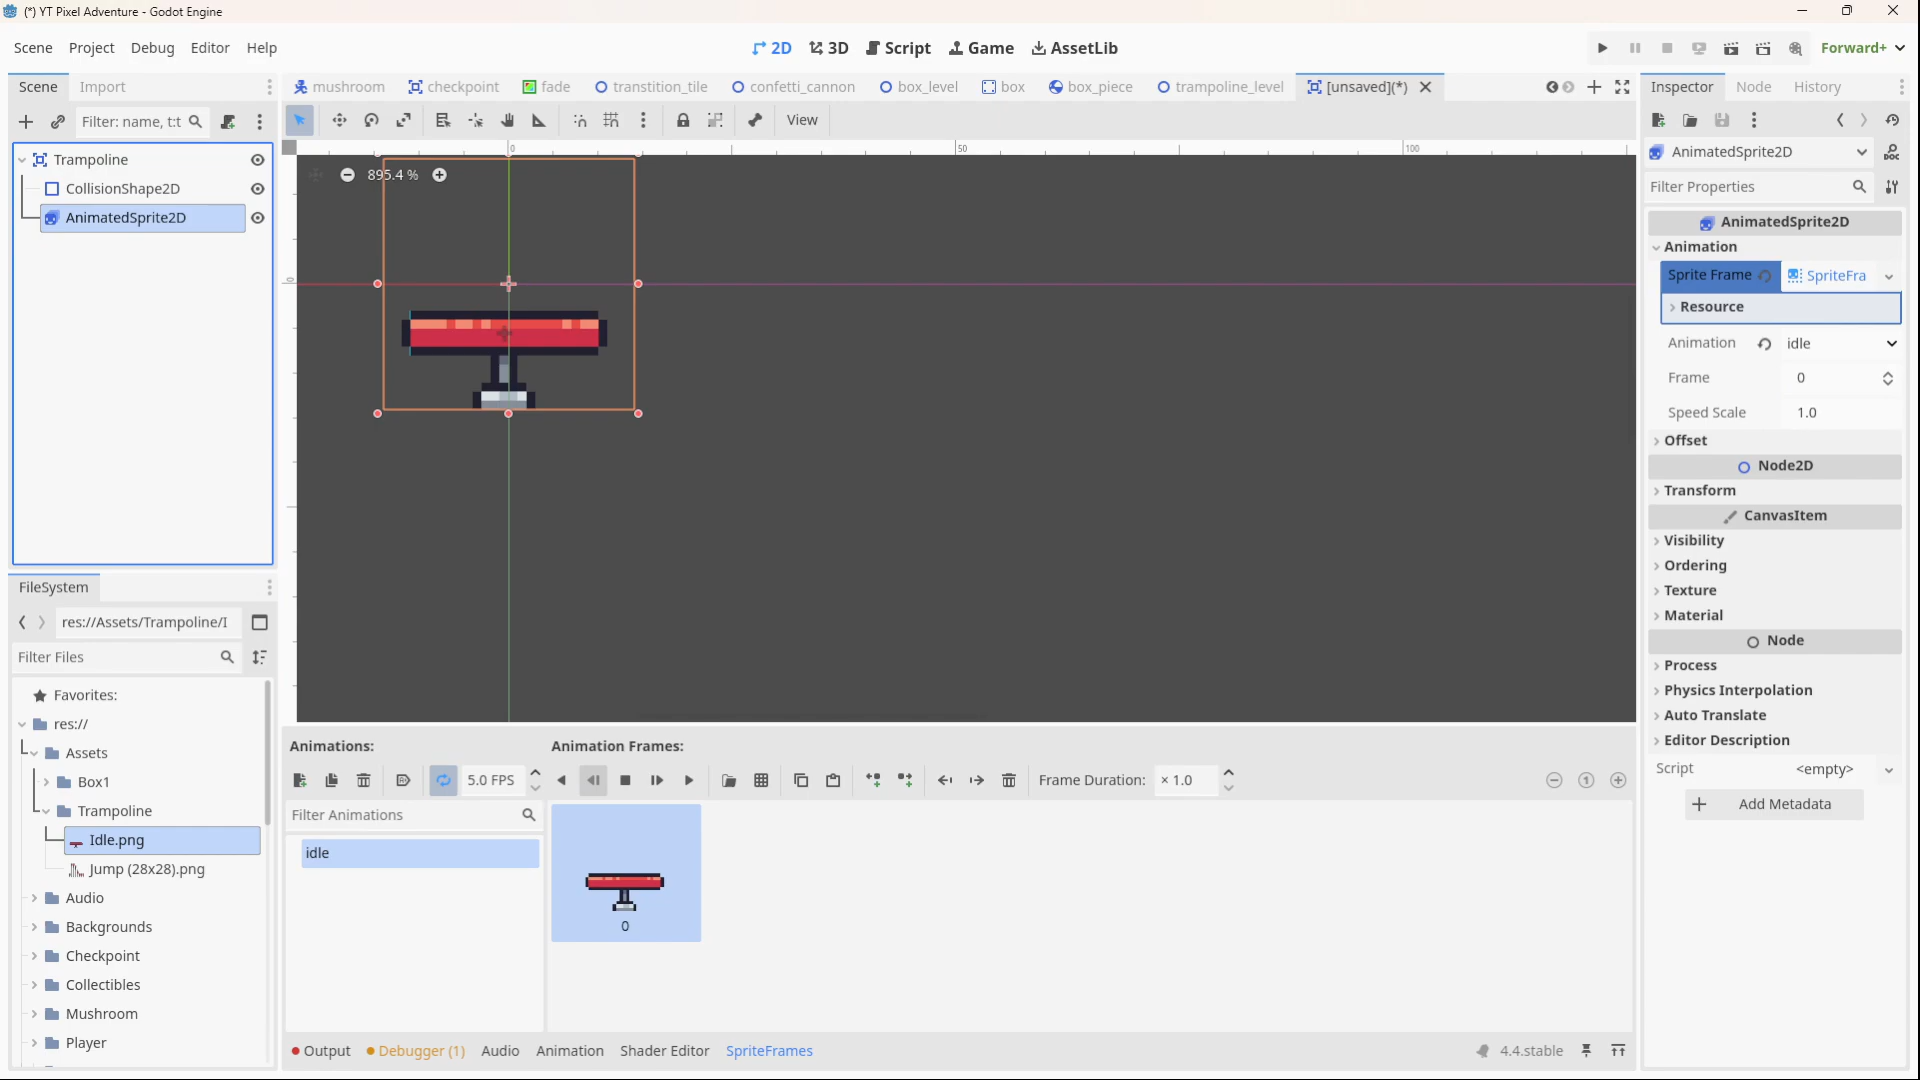 (*) YT Pixel Adventure - Godot Engine
Scene Project Debug Editor Help
2D 3D Script Game AssetLib
Forward+
Scene Import
mushroom checkpoint fade transtition_tile confetti_cannon box_level box box_piece trampoline_level [unsaved](*)
Inspector Node History
Filter: name, t:t
View
Trampoline
CollisionShape2D
AnimatedSprite2D
0 50 100
895.4 %
0
AnimatedSprite2D
DOC
Filter Properties
AnimatedSprite2D
Animation
Sprite Frame SpriteFra
Resource
Animation idle
Frame 0
Speed Scale 1.0
Offset
Node2D
Transform
CanvasItem
Visibility
Ordering
Texture
Material
Node
Process
Physics Interpolation
Auto Translate
Editor Description
Script <empty>
Add Metadata
FileSystem
res://Assets/Trampoline/I
Filter Files
Favorites:
res://
Assets
Box1
Trampoline
Idle.png
Jump (28x28).png
Audio
Backgrounds
Checkpoint
Collectibles
Mushroom
Player
Animations: Animation Frames:
5.0 FPS
Frame Duration: × 1.0
1
Filter Animations
idle
0
Output Debugger (1) Audio Animation Shader Editor SpriteFrames
4.4.stable